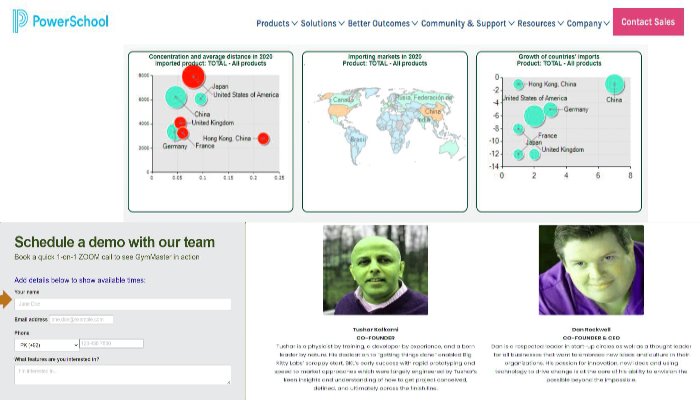 PowerSchool
Products Solutions Better Outcomes Community & Support Resources Company Contact Sales
Concentration and average distance in 2020
Imported product: TOTAL - All products
8000
6000
4000
2000
0
Japan
United States of America
China
United Kingdom
Hong Kong, China
Germany
France
0 0.05 0.1 0.15 0.2 0.25
Importing markets in 2020
Product: TOTAL - All products
Canada
Russia, Federation of
China
India
Brazil
Growth of countries' imports
Product: TOTAL - All products
0
-2
-4
-6
-8
-10
-12
-14
Hong Kong, China
China
United States of America
Germany
France
Japan
United Kingdom
0 2 4 6 8
Schedule a demo with our team
Book a quick 1-on-1 ZOOM call to see GymMaster in action
Add details below to show available times:
Your name
Jane Doe
Email address
Phone
PK (+92)
What features are you interested in?
I'm interested in...
Tushar Kulkarni
CO-FOUNDER
Tushar is a physicist by training, a developer by experience, and a born
leader by nature. His dedication to "getting things done" enabled Big
Kitty Labs' scrappy start. BKL's early success with rapid prototyping and
speed to market approaches which were largely engineered by Tushar's
keen insights and understanding of how to get project conceived,
defined, and ultimately across the finish line.
Dan Rockwell
CO-FOUNDER & CEO
Dan is a respected leader in start-up circles as well as a thought leader
for all businesses that want to embrace new ideas and culture in their
organizations. His passion for innovation, new ideas and using
technology to drive change is at the core of his ability to envision the
possible beyond the impossible.